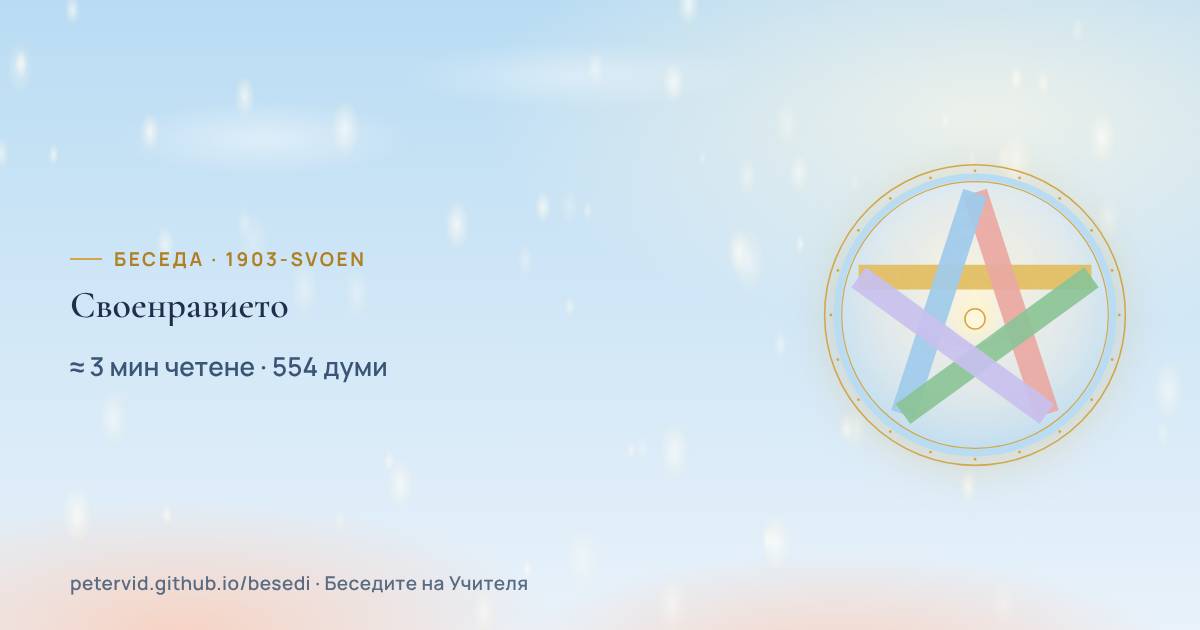 БЕСЕДА · 1903-SVOEN
Своенравието
≈ 3 мин четене · 554 думи
petervid.github.io/besedi · Беседите на Учителя